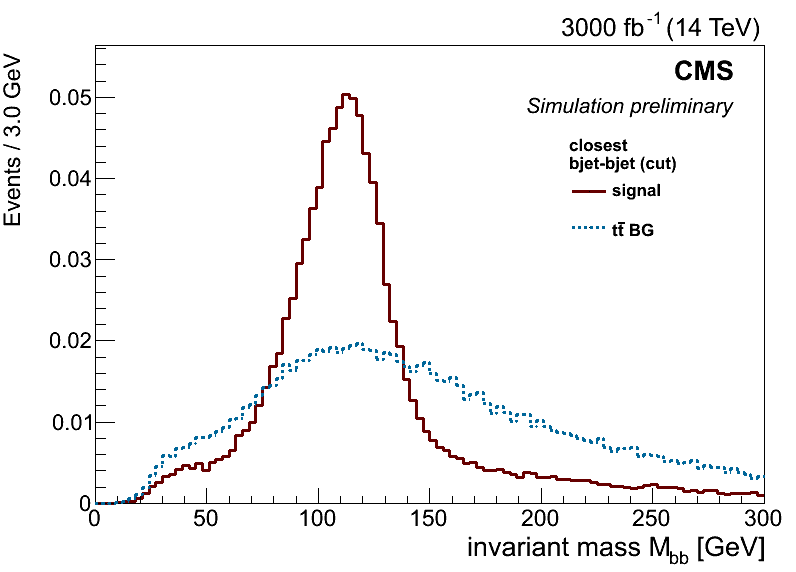 3000 fb⁻¹ (14 TeV)
CMS
Simulation preliminary
closest
bjet-bjet (cut)
signal
tt̄ BG
Events / 3.0 GeV
0.05
0.04
0.03
0.02
0.01
0
0 50 100 150 200 250 300
invariant mass M_bb [GeV]